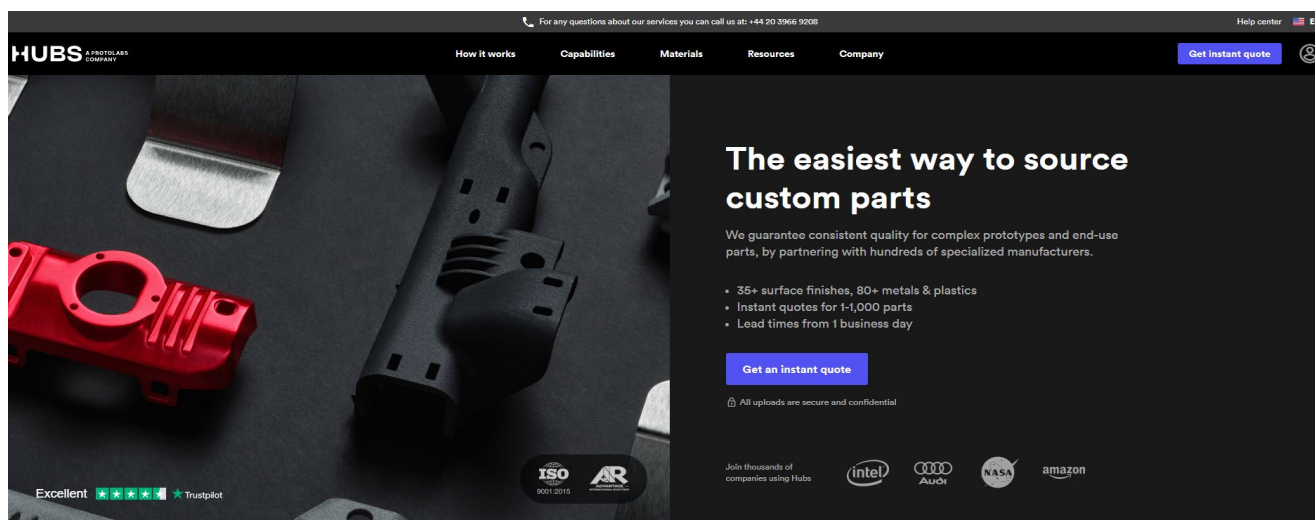 For any questions about our services you can call us at: +44 20 3966 9208
Help center
E
HUBS A PROTOLABS COMPANY
How it works
Capabilities
Materials
Resources
Company
Get instant quote
The easiest way to source
custom parts
We guarantee consistent quality for complex prototypes and end-use
parts, by partnering with hundreds of specialized manufacturers.
• 35+ surface finishes, 80+ metals & plastics
• Instant quotes for 1-1,000 parts
• Lead times from 1 business day
Get an instant quote
All uploads are secure and confidential
Join thousands of
companies using Hubs
intel
Audi
NASA
amazon
Excellent
Trustpilot
ISO
9001:2015
AR
ADVANTAGE